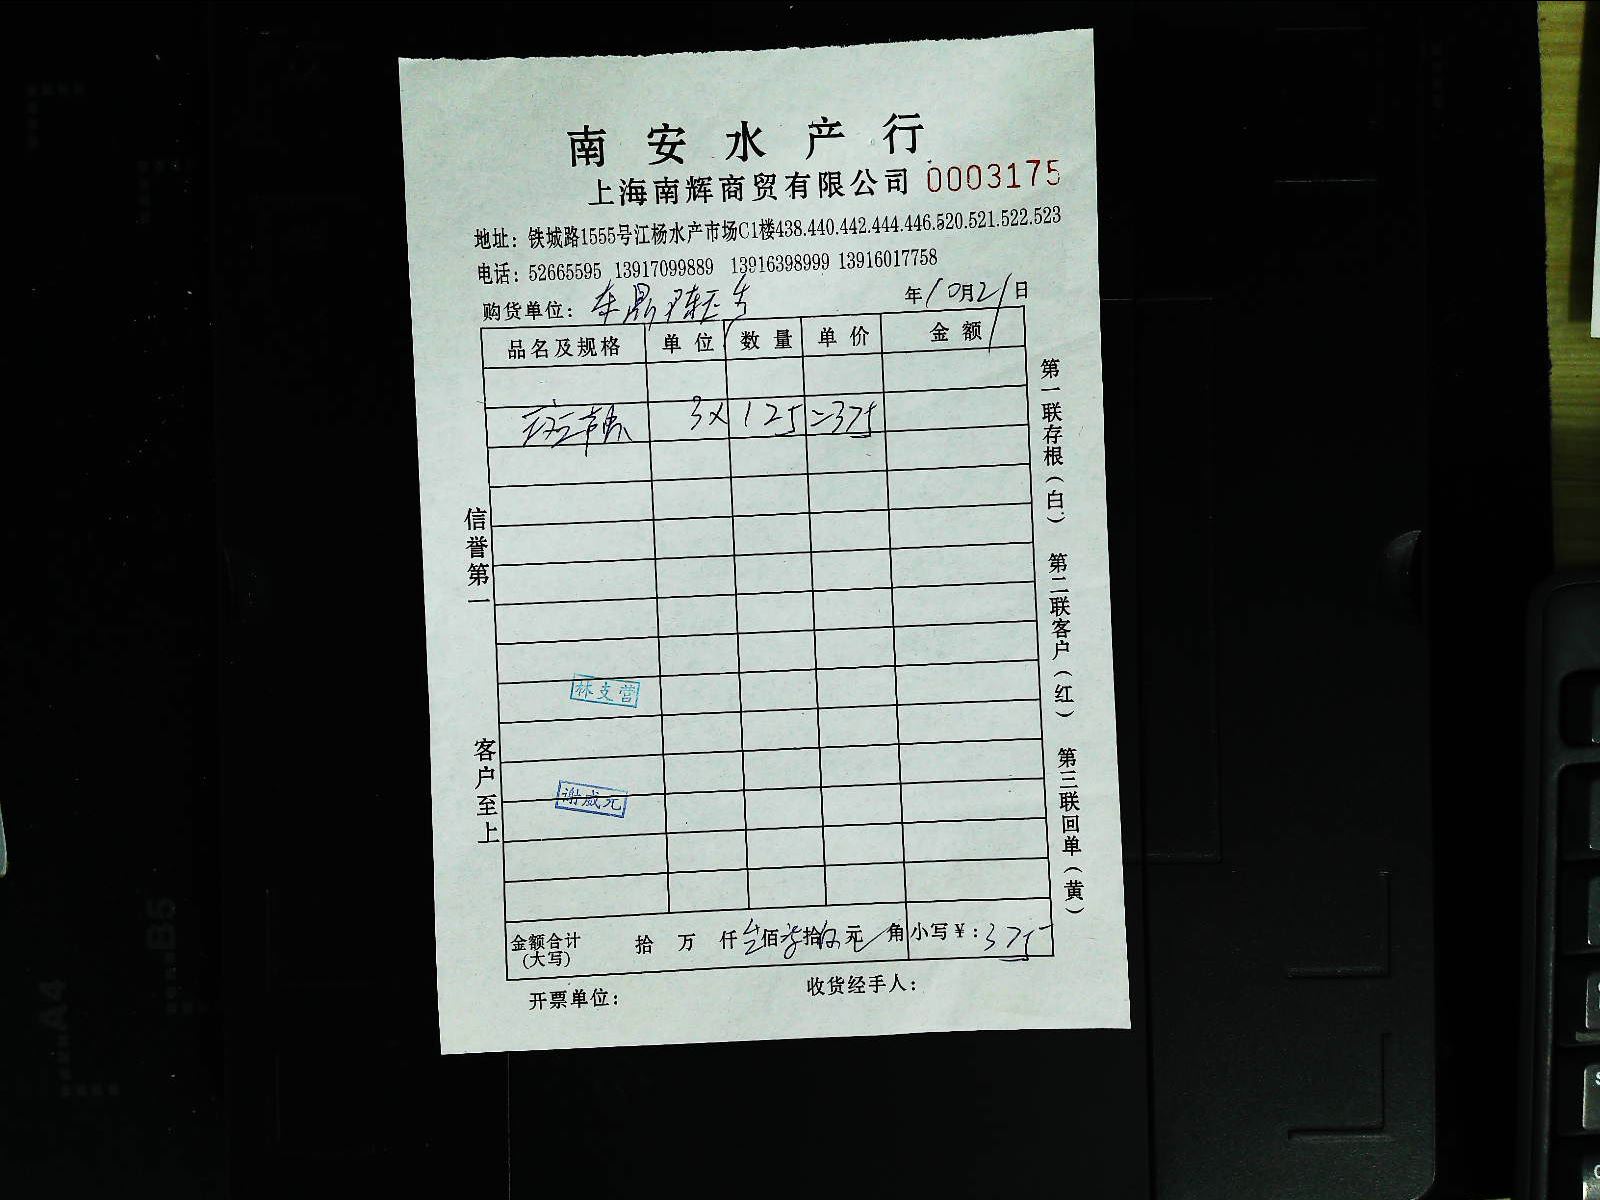 南安水产行
上海南辉商贸有限公司 0003175
地址：铁城路1555号江杨水产市场C1楼438.440.442.444.446.520.521.522.523
电话：52665595 13917099889 13916398999 13916017758
购货单位：
年10月21日
品名及规格 单位 数量 单价 金额
3× 125 =375
信誉第一
客户至上
第一联存根（白） 第二联客户（红） 第三联回单（黄）
林支营
谢成元
金额合计（大写） 拾 万 仟 佰 拾 元 角 小写￥：375
开票单位： 收货经手人：
B5
A4